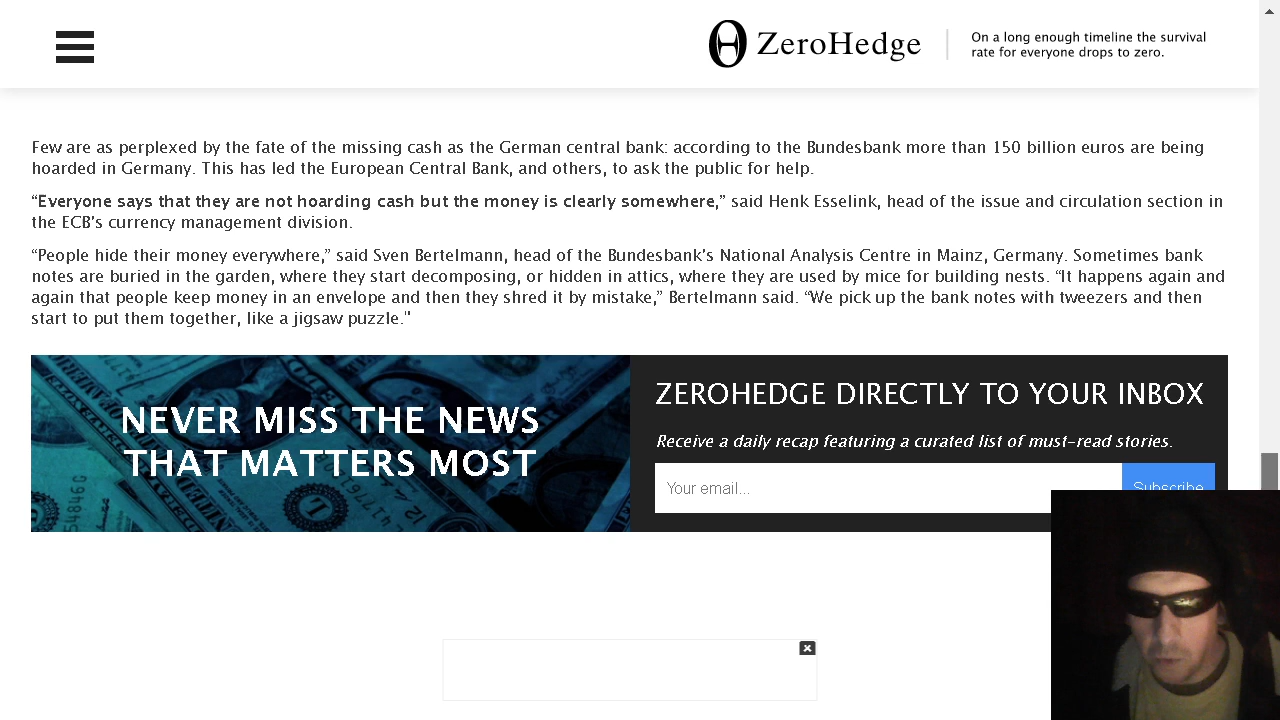 ZeroHedge
On a long enough timeline the survival
rate for everyone drops to zero.
Few are as perplexed by the fate of the missing cash as the German central bank: according to the Bundesbank more than 150 billion euros are being
hoarded in Germany. This has led the European Central Bank, and others, to ask the public for help.
“Everyone says that they are not hoarding cash but the money is clearly somewhere,” said Henk Esselink, head of the issue and circulation section in
the ECB's currency management division.
“People hide their money everywhere,” said Sven Bertelmann, head of the Bundesbank's National Analysis Centre in Mainz, Germany. Sometimes bank
notes are buried in the garden, where they start decomposing, or hidden in attics, where they are used by mice for building nests. “It happens again and
again that people keep money in an envelope and then they shred it by mistake,” Bertelmann said. “We pick up the bank notes with tweezers and then
start to put them together, like a jigsaw puzzle."
NEVER MISS THE NEWS
THAT MATTERS MOST
ZEROHEDGE DIRECTLY TO YOUR INBOX
Receive a daily recap featuring a curated list of must-read stories.
Your email...
Subscribe